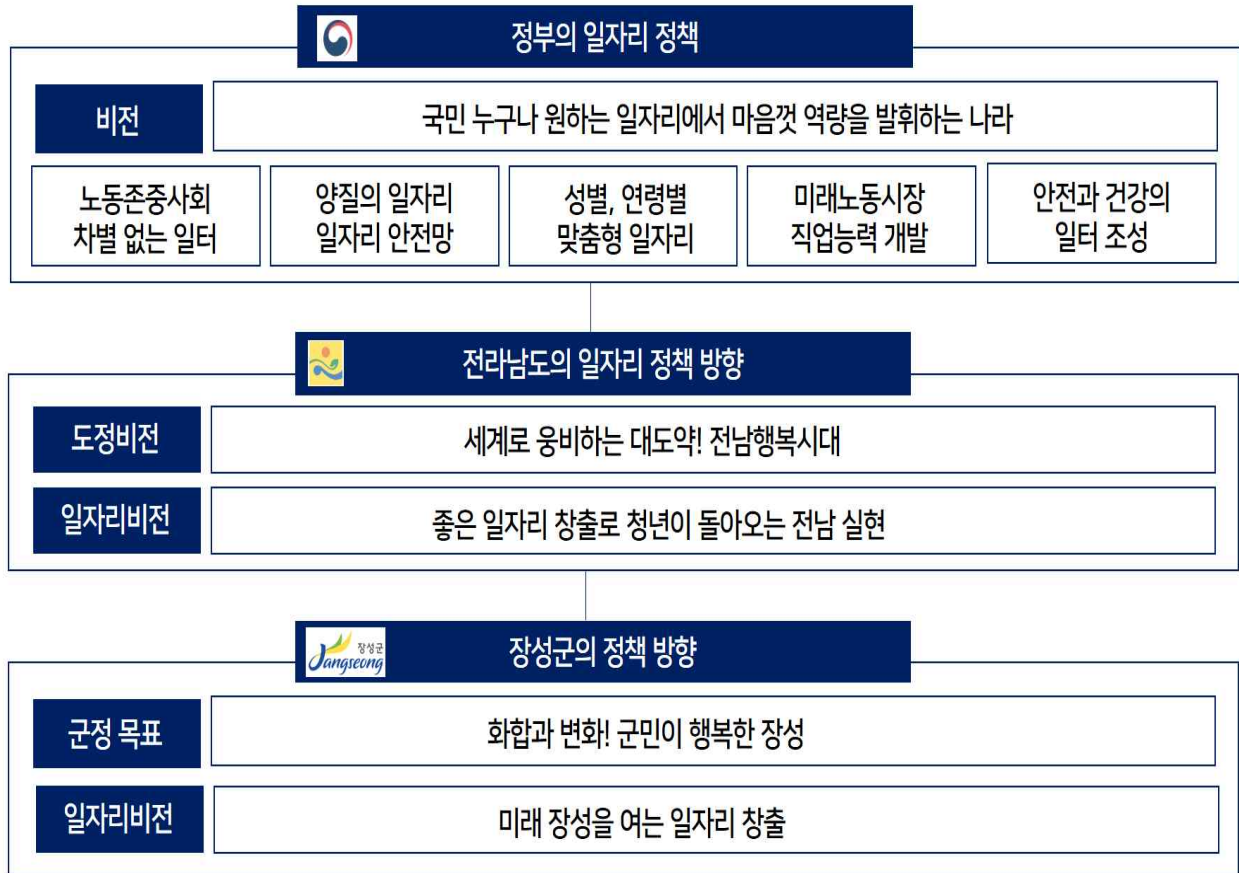 정부의 일자리 정책
비전
국민 누구나 원하는 일자리에서 마음껏 역량을 발휘하는 나라
노동존중사회
차별 없는 일터
양질의 일자리
일자리 안전망
성별, 연령별
맞춤형 일자리
미래노동시장
직업능력 개발
안전과 건강의
일터 조성
전라남도의 일자리 정책 방향
도정비전
세계로 웅비하는 대도약! 전남행복시대
일자리비전
좋은 일자리 창출로 청년이 돌아오는 전남 실현
장성군
Jangseong
장성군의 정책 방향
군정 목표
화합과 변화! 군민이 행복한 장성
일자리비전
미래 장성을 여는 일자리 창출